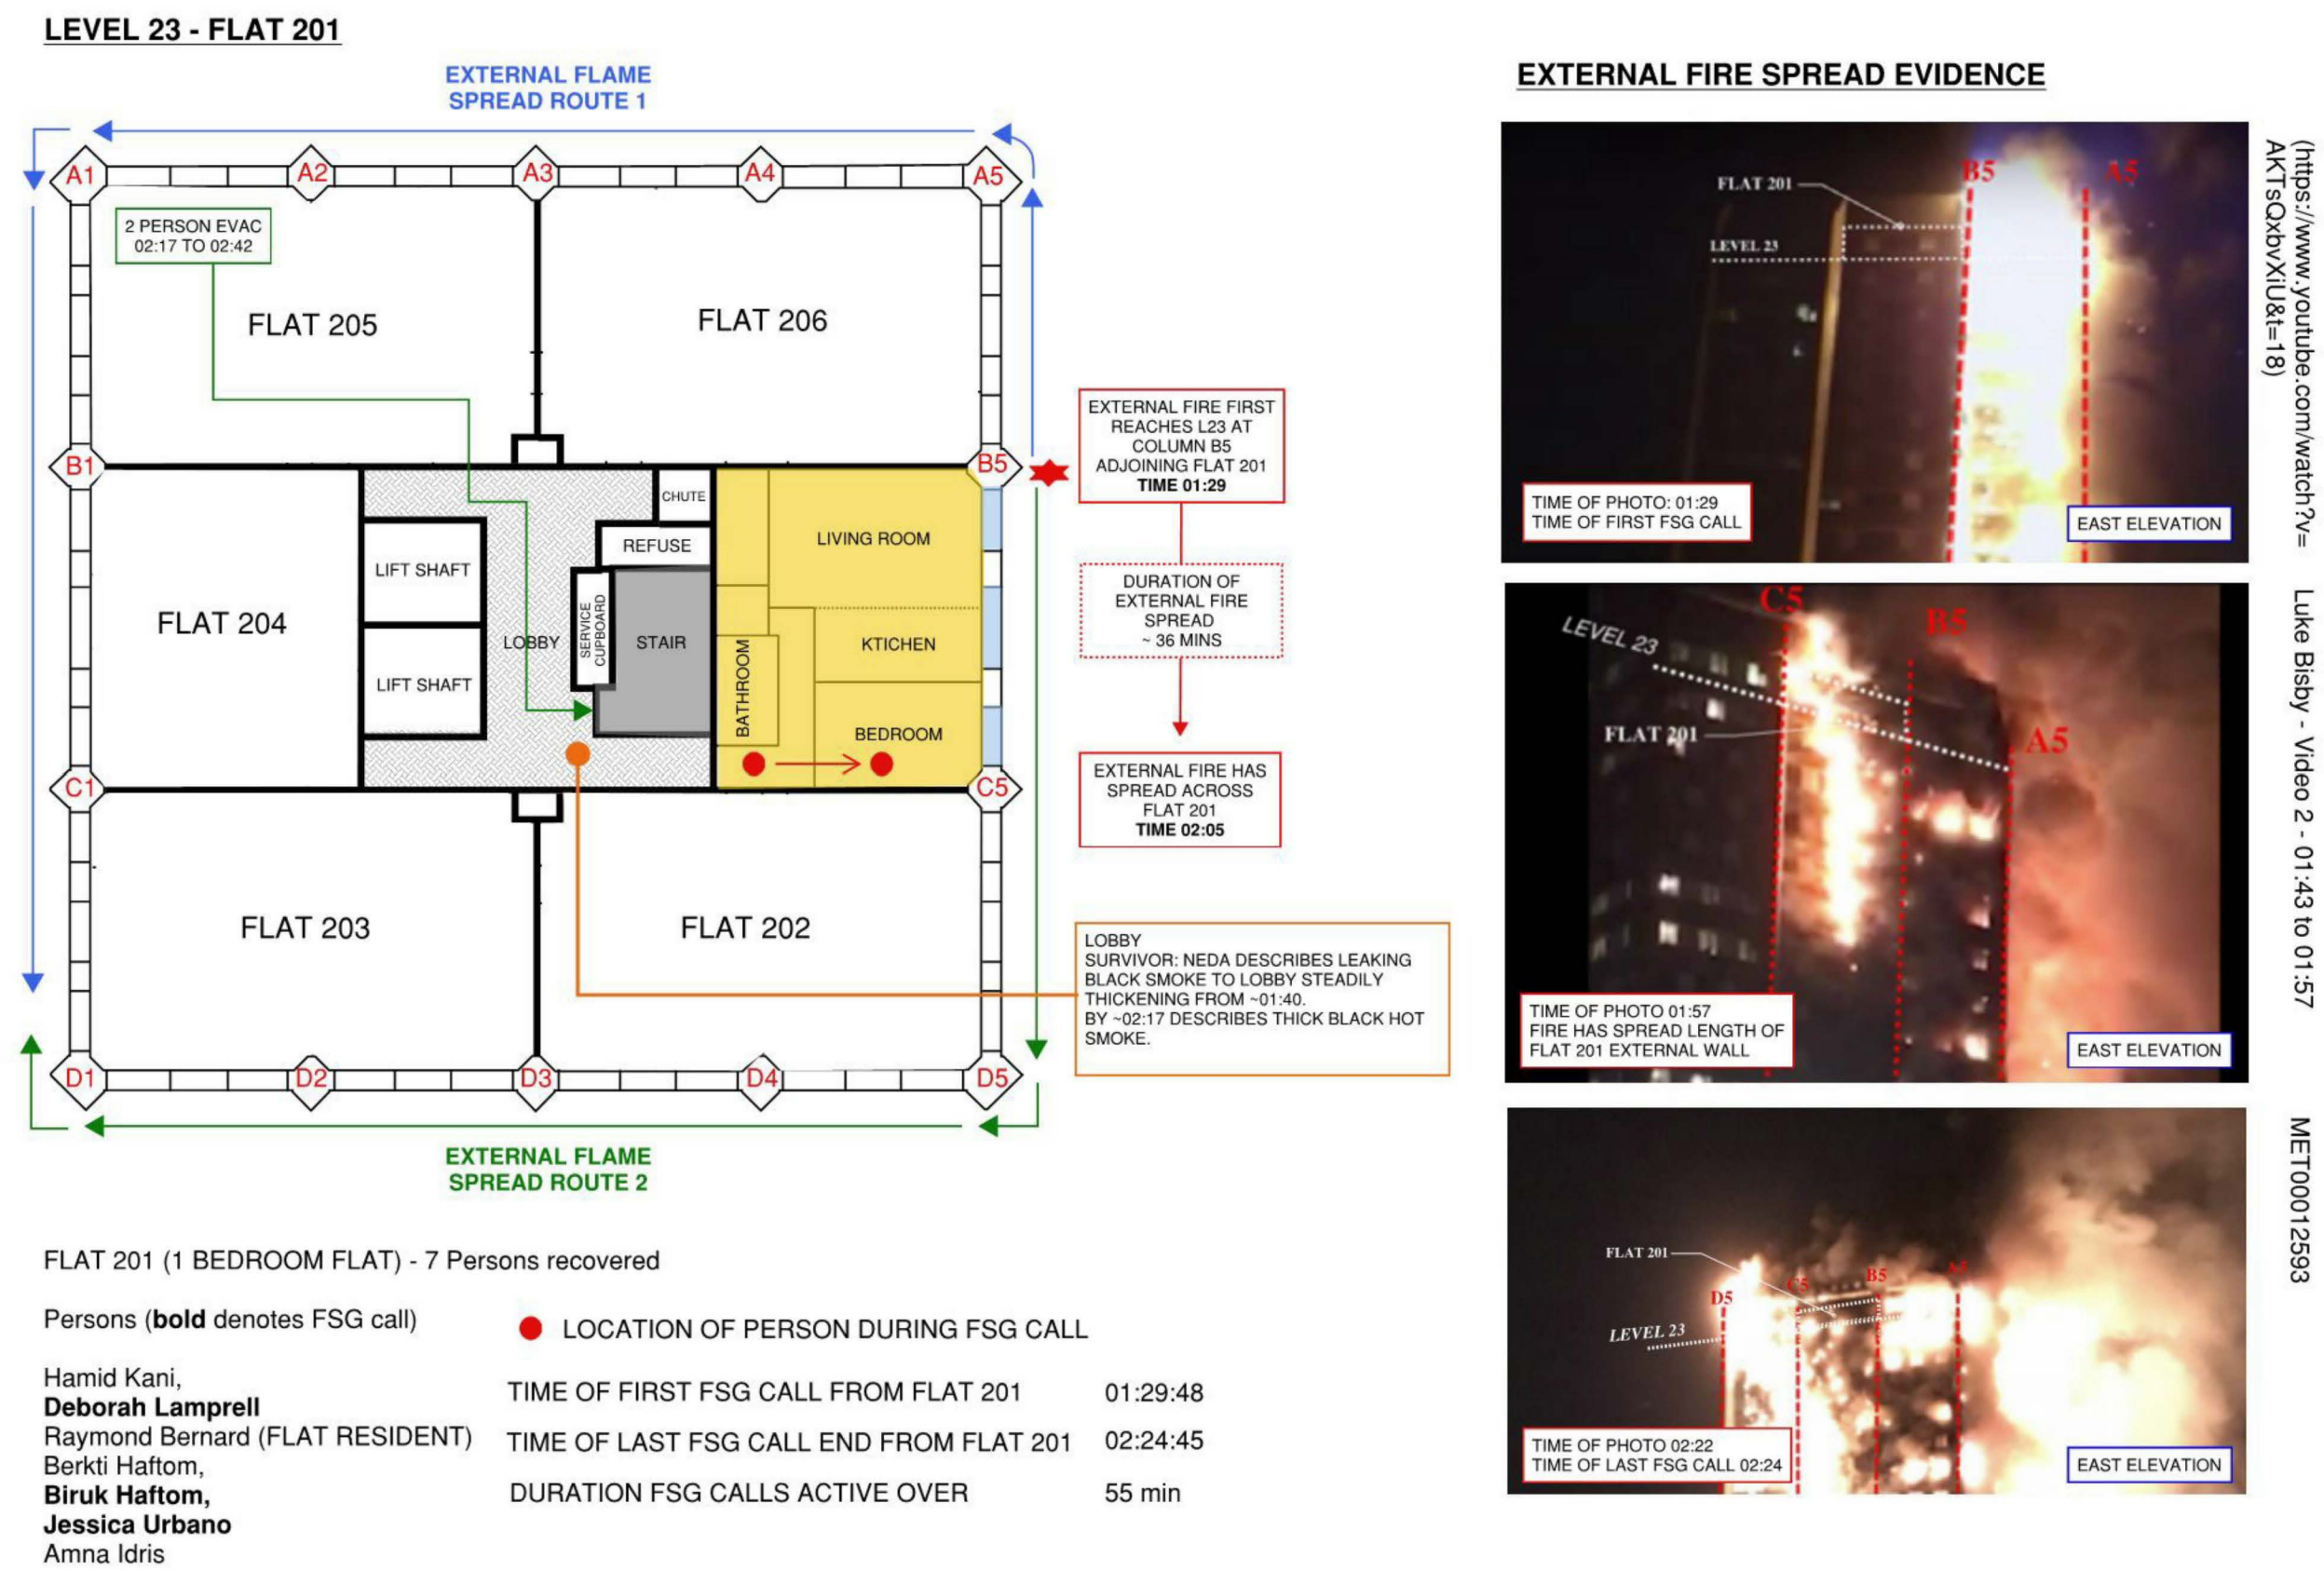 LEVEL 23 - FLAT 201
EXTERNAL FLAME
SPREAD ROUTE 1
A1
A2
A3
A4
A5
2 PERSON EVAC
02:17 TO 02:42
FLAT 205
FLAT 206
B1
B5
CHUTE
REFUSE
LIFT SHAFT
LIFT SHAFT
FLAT 204
LOBBY
SERVICE
CUPBOARD
STAIR
LIVING ROOM
KTICHEN
BATHROOM
BEDROOM
C1
C5
FLAT 203
FLAT 202
D1
D2
D3
D4
D5
EXTERNAL FLAME
SPREAD ROUTE 2
EXTERNAL FIRE FIRST
REACHES L23 AT
COLUMN B5
ADJOINING FLAT 201
TIME 01:29
DURATION OF
EXTERNAL FIRE
SPREAD
~ 36 MINS
EXTERNAL FIRE HAS
SPREAD ACROSS
FLAT 201
TIME 02:05
LOBBY
SURVIVOR: NEDA DESCRIBES LEAKING
BLACK SMOKE TO LOBBY STEADILY
THICKENING FROM ~01:40.
BY ~02:17 DESCRIBES THICK BLACK HOT
SMOKE.
FLAT 201 (1 BEDROOM FLAT) - 7 Persons recovered
Persons (bold denotes FSG call)
Hamid Kani,
Deborah Lamprell
Raymond Bernard (FLAT RESIDENT)
Berkti Haftom,
Biruk Haftom,
Jessica Urbano
Amna Idris
LOCATION OF PERSON DURING FSG CALL
TIME OF FIRST FSG CALL FROM FLAT 201 01:29:48
TIME OF LAST FSG CALL END FROM FLAT 201 02:24:45
DURATION FSG CALLS ACTIVE OVER 55 min
EXTERNAL FIRE SPREAD EVIDENCE
B5
A5
FLAT 201
LEVEL 23
TIME OF PHOTO: 01:29
TIME OF FIRST FSG CALL
EAST ELEVATION
(https://www.youtube.com/watch?v=
AKTsQxbvXiU&t=18)
C5
B5
A5
LEVEL 23
FLAT 201
TIME OF PHOTO 01:57
FIRE HAS SPREAD LENGTH OF
FLAT 201 EXTERNAL WALL
EAST ELEVATION
Luke Bisby - Video 2 - 01:43 to 01:57
FLAT 201
D5
C5
B5
A5
LEVEL 23
TIME OF PHOTO 02:22
TIME OF LAST FSG CALL 02:24
EAST ELEVATION
MET00012593